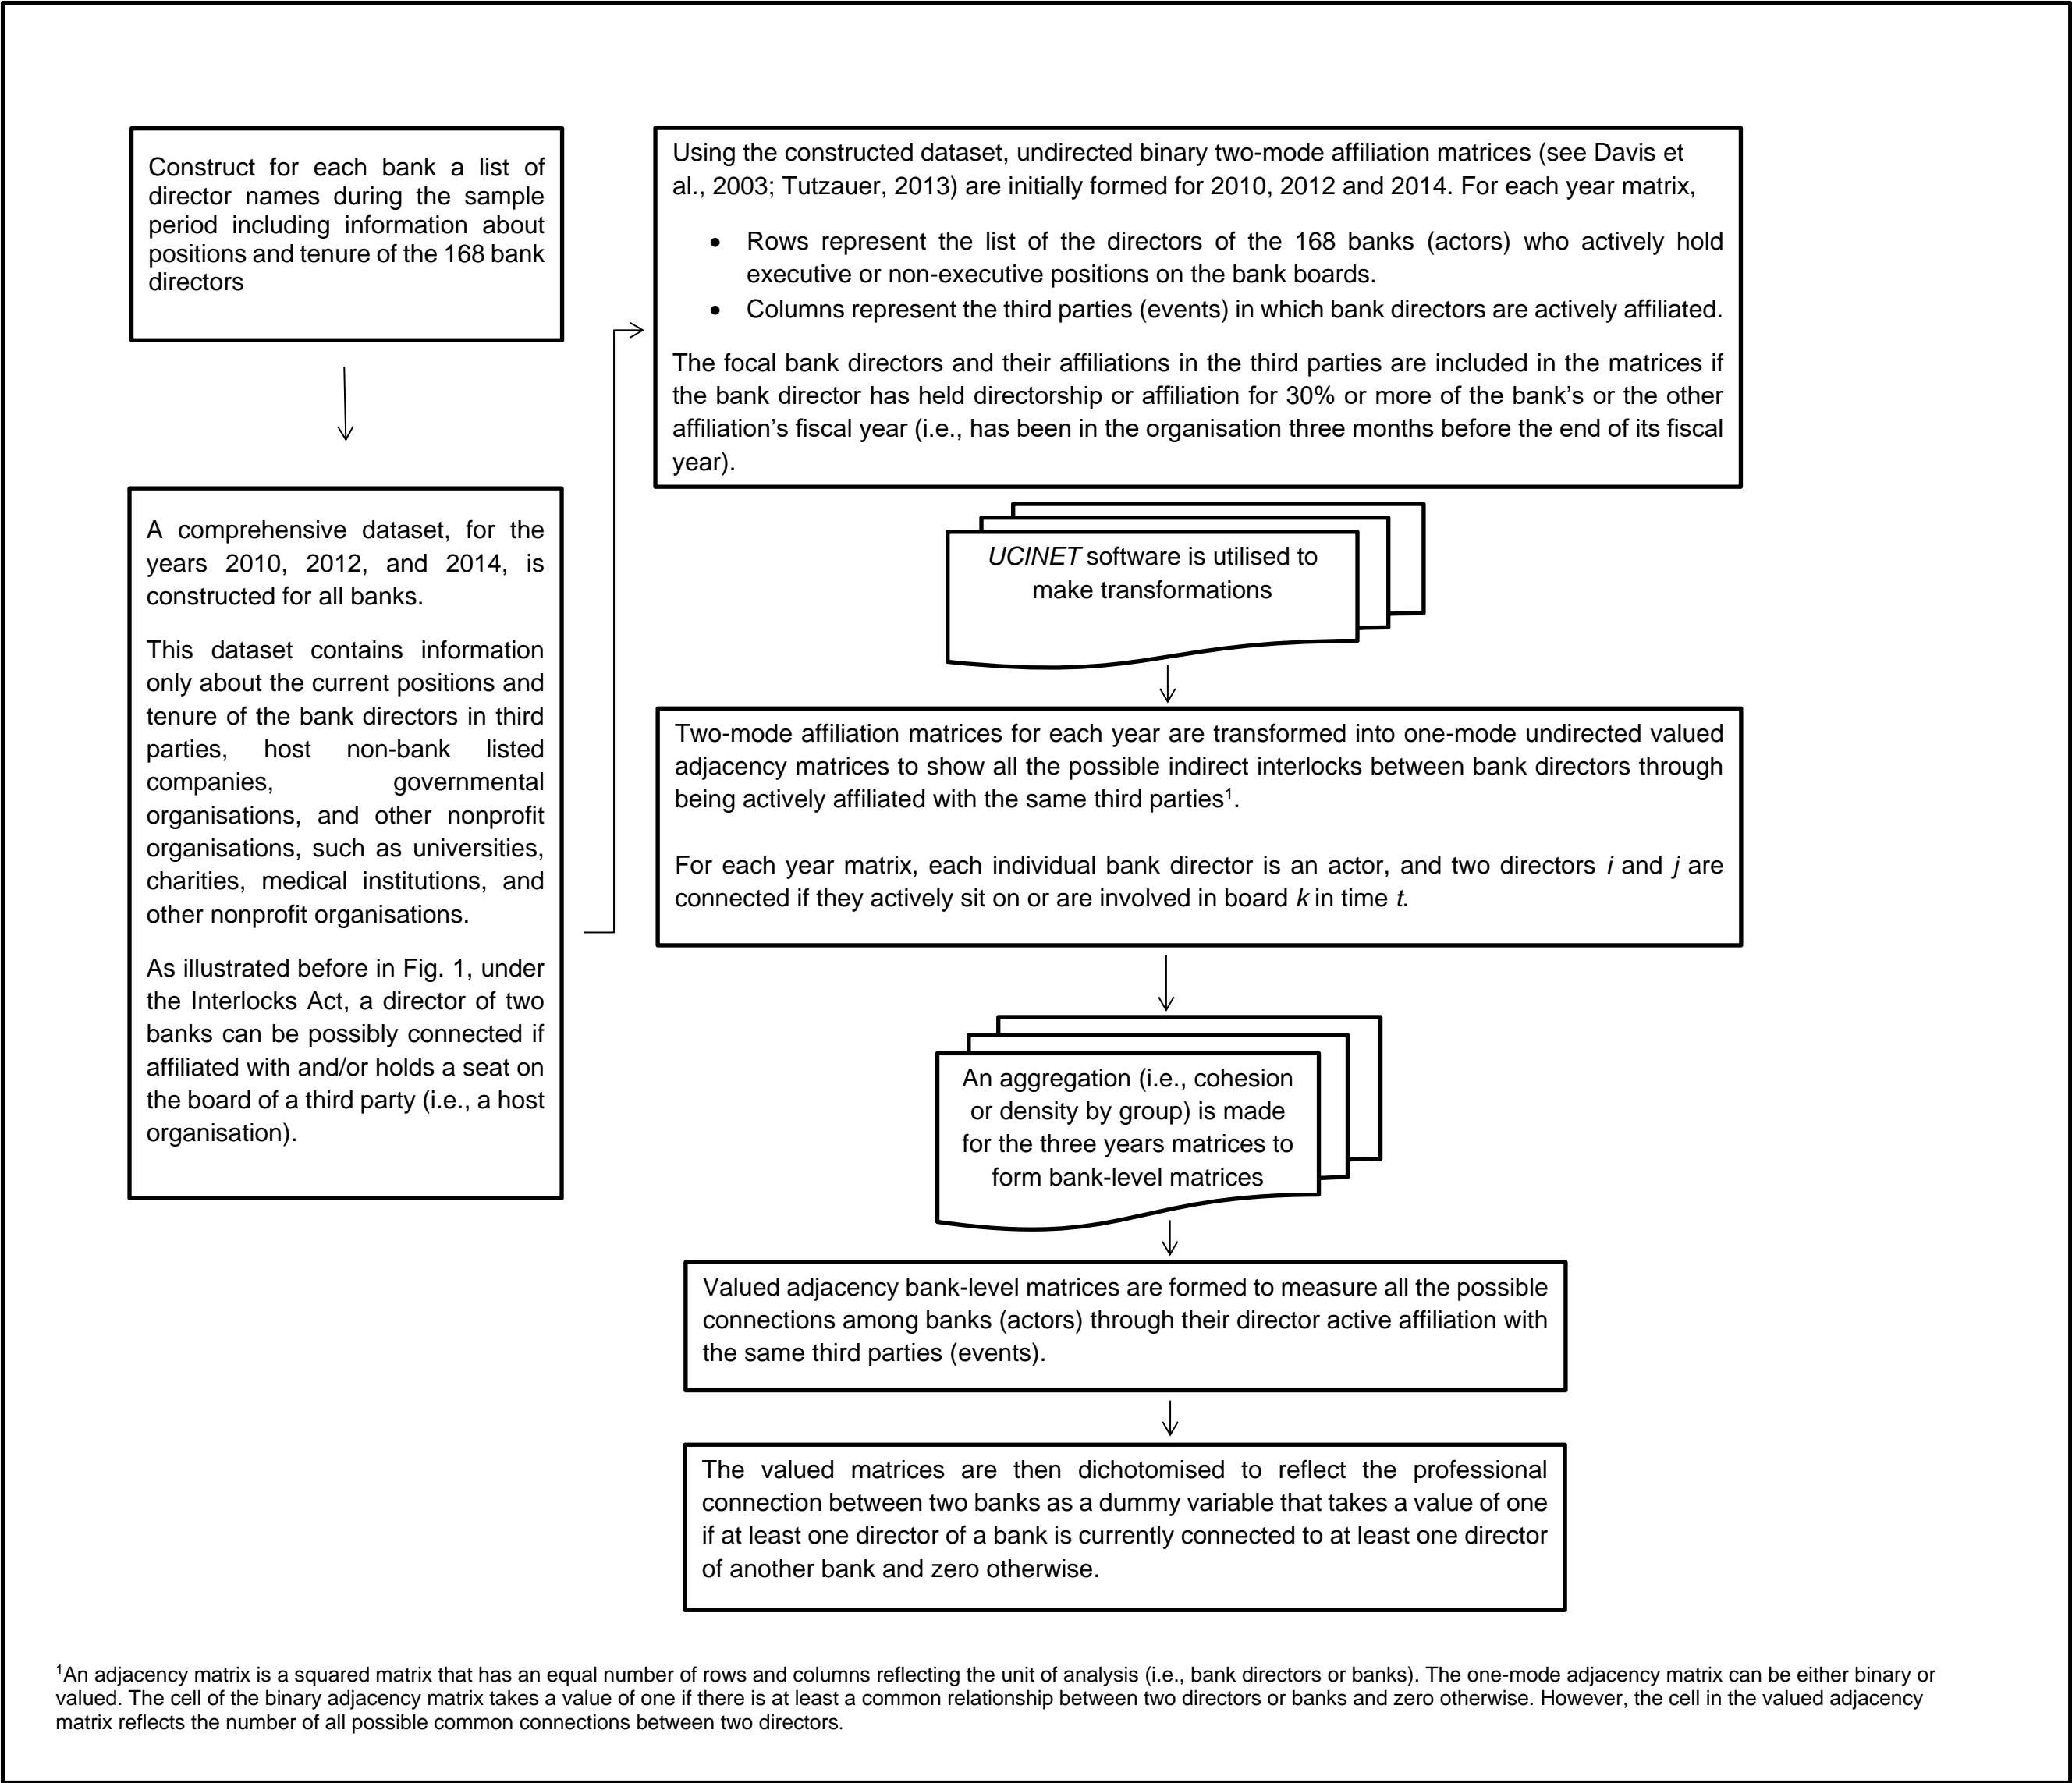 Construct for each bank a list of
director names during the sample
period including information about
positions and tenure of the 168 bank
directors
A comprehensive dataset, for the
years 2010, 2012, and 2014, is
constructed for all banks.
This dataset contains information
only about the current positions and
tenure of the bank directors in third
parties, host non-bank listed
companies, governmental
organisations, and other nonprofit
organisations, such as universities,
charities, medical institutions, and
other nonprofit organisations.
As illustrated before in Fig. 1, under
the Interlocks Act, a director of two
banks can be possibly connected if
affiliated with and/or holds a seat on
the board of a third party (i.e., a host
organisation).
Using the constructed dataset, undirected binary two-mode affiliation matrices (see Davis et
al., 2003; Tutzauer, 2013) are initially formed for 2010, 2012 and 2014. For each year matrix,
• Rows represent the list of the directors of the 168 banks (actors) who actively hold
executive or non-executive positions on the bank boards.
• Columns represent the third parties (events) in which bank directors are actively affiliated.
The focal bank directors and their affiliations in the third parties are included in the matrices if
the bank director has held directorship or affiliation for 30% or more of the bank’s or the other
affiliation’s fiscal year (i.e., has been in the organisation three months before the end of its fiscal
year).
UCINET software is utilised to
make transformations
Two-mode affiliation matrices for each year are transformed into one-mode undirected valued
adjacency matrices to show all the possible indirect interlocks between bank directors through
being actively affiliated with the same third parties¹.
For each year matrix, each individual bank director is an actor, and two directors i and j are
connected if they actively sit on or are involved in board k in time t.
An aggregation (i.e., cohesion
or density by group) is made
for the three years matrices to
form bank-level matrices
Valued adjacency bank-level matrices are formed to measure all the possible
connections among banks (actors) through their director active affiliation with
the same third parties (events).
The valued matrices are then dichotomised to reflect the professional
connection between two banks as a dummy variable that takes a value of one
if at least one director of a bank is currently connected to at least one director
of another bank and zero otherwise.
¹An adjacency matrix is a squared matrix that has an equal number of rows and columns reflecting the unit of analysis (i.e., bank directors or banks). The one-mode adjacency matrix can be either binary or
valued. The cell of the binary adjacency matrix takes a value of one if there is at least a common relationship between two directors or banks and zero otherwise. However, the cell in the valued adjacency
matrix reflects the number of all possible common connections between two directors.